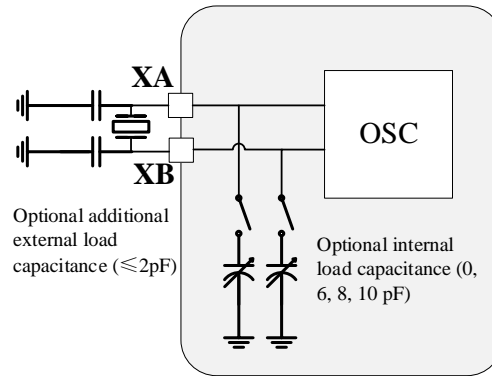 XA
OSC
XB
Optional additional
external load
capacitance (≤2pF)
Optional internal
load capacitance (0,
6, 8, 10 pF)